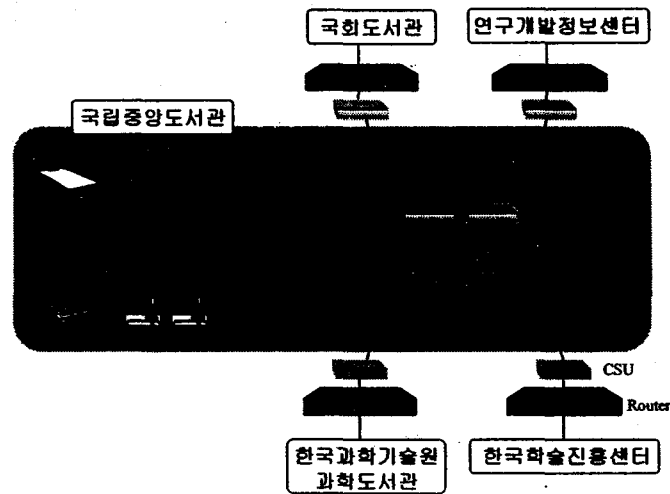 국회도서관
연구개발정보센터
국립중앙도서관
CSU
Router
한국과학기술원
과학도서관
한국학술진흥센터